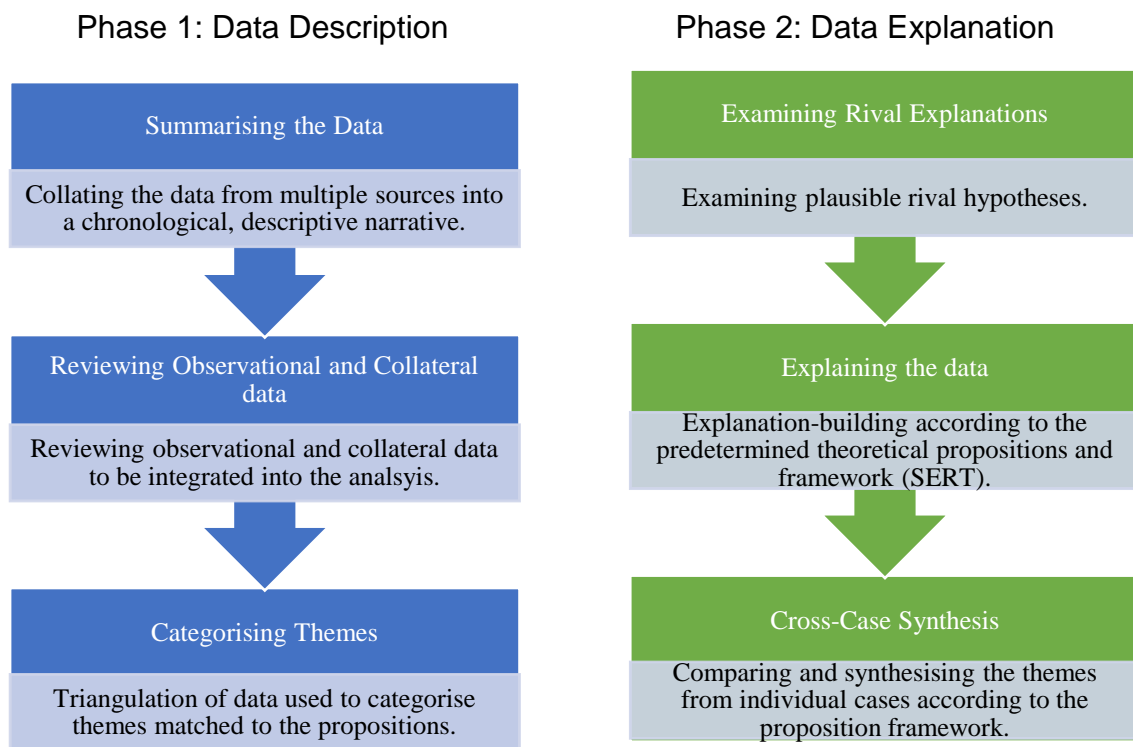 Phase 1: Data Description
Summarising the Data
Collating the data from multiple sources into
a chronological, descriptive narrative.
Reviewing Observational and Collateral
data
Reviewing observational and collateral data
to be integrated into the analsyis.
Categorising Themes
Triangulation of data used to categorise
themes matched to the propositions.
Phase 2: Data Explanation
Examining Rival Explanations
Examining plausible rival hypotheses.
Explaining the data
Explanation-building according to the
predetermined theoretical propositions and
framework (SERT).
Cross-Case Synthesis
Comparing and synthesising the themes
from individual cases according to the
proposition framework.